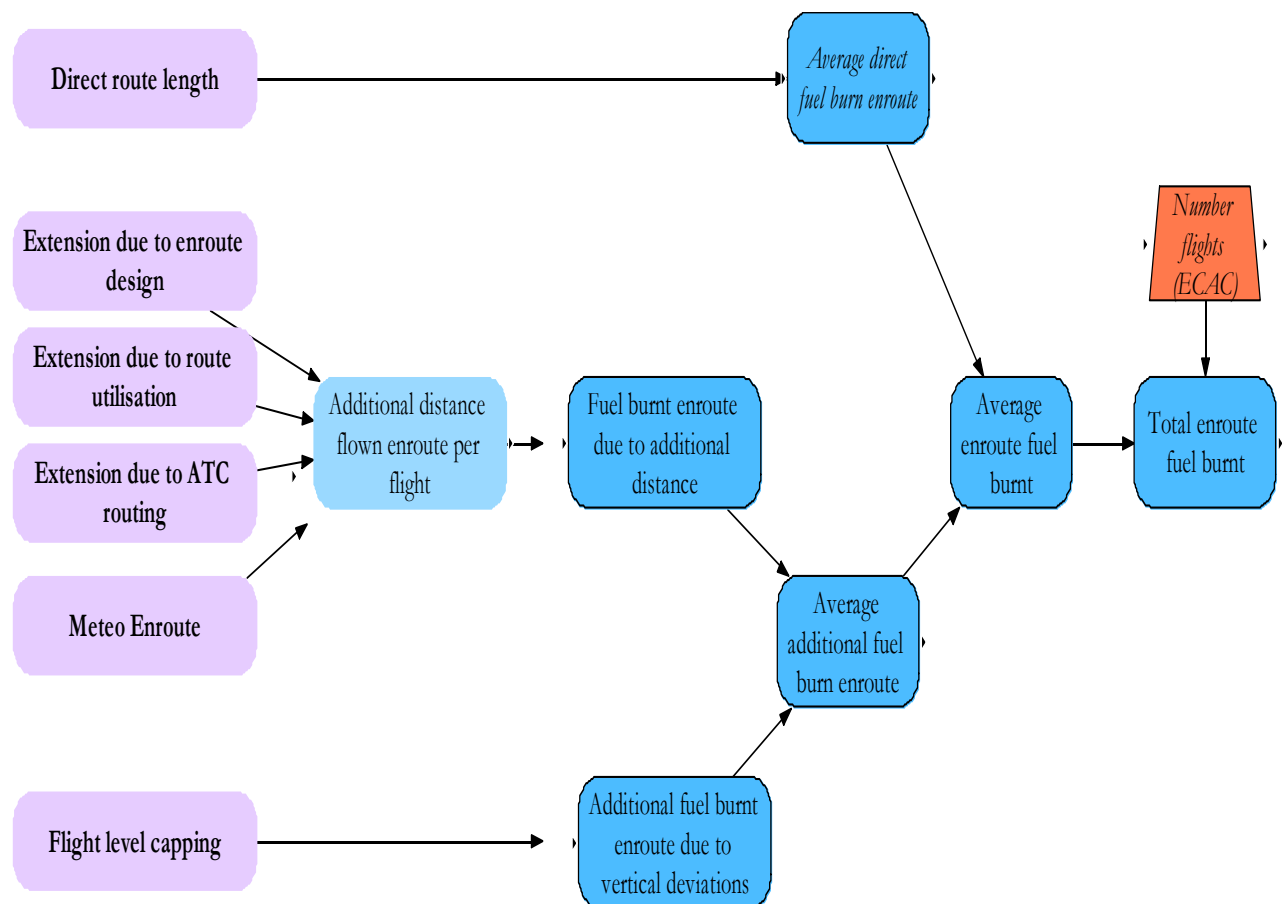 Direct route length
Average direct
fuel burn enroute
Number
flights
(ECAC)
Extension due to enroute
design
Extension due to route
utilisation
Extension due to ATC
routing
Meteo Enroute
Additional distance
flown enroute per
flight
Fuel burnt enroute
due to additional
distance
Average
enroute fuel
burnt
Total enroute
fuel burnt
Average
additional fuel
burn enroute
Flight level capping
Additional fuel burnt
enroute due to
vertical deviations